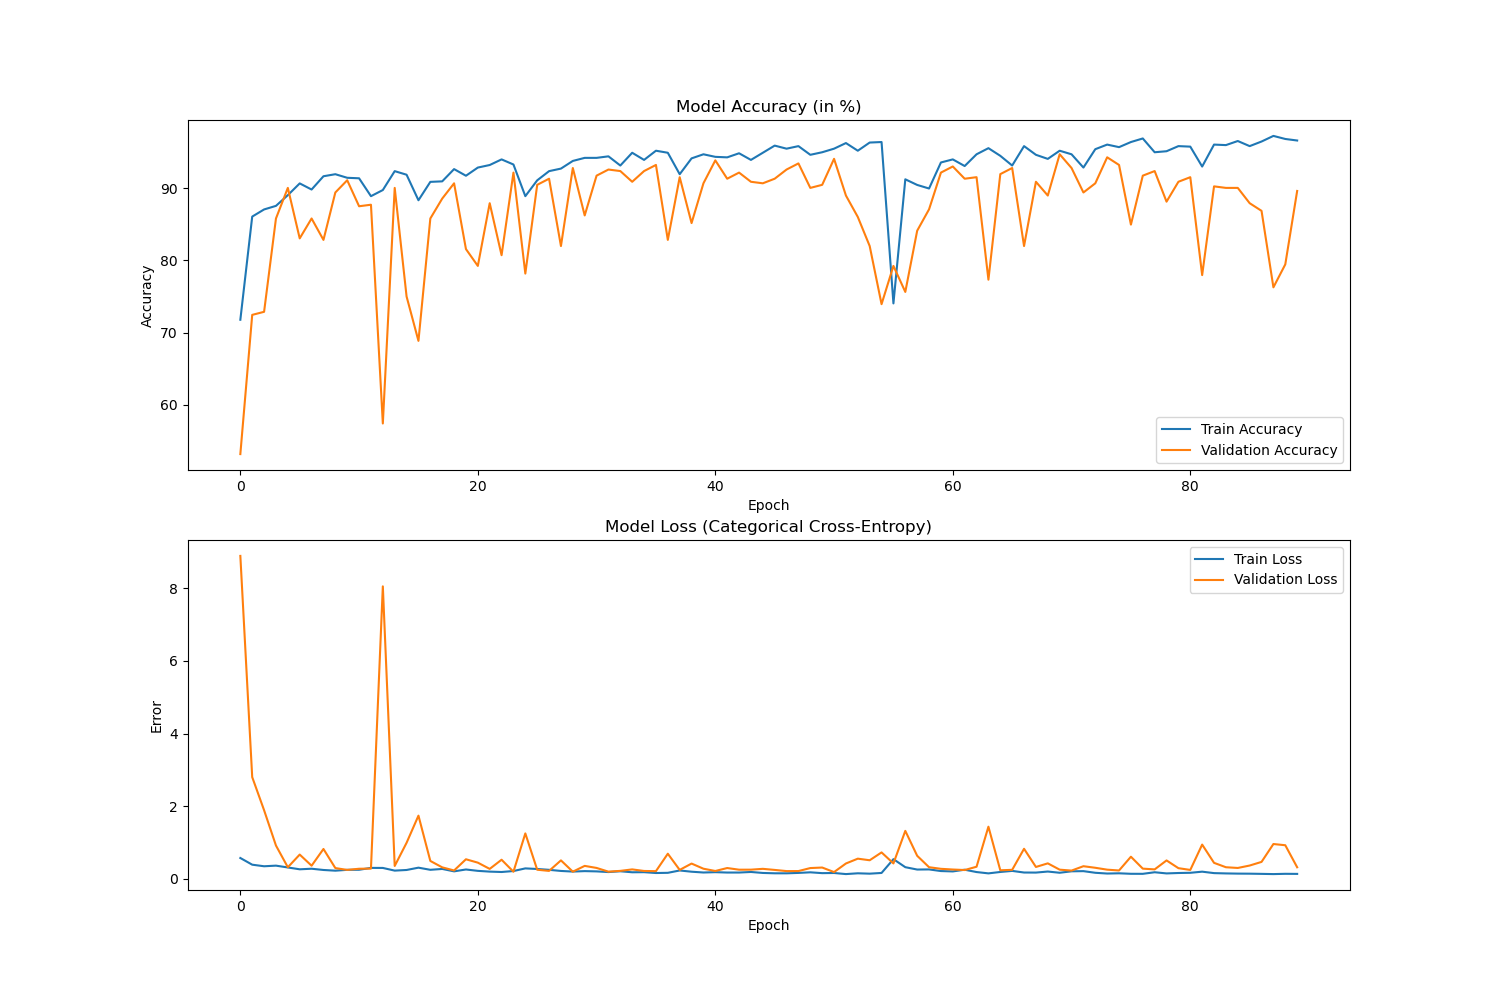 Model Accuracy (in %)
90
80
70
60
Accuracy
Train Accuracy
Validation Accuracy
0 20 40 60 80
Epoch
Model Loss (Categorical Cross-Entropy)
8
6
4
2
0
Error
Train Loss
Validation Loss
0 20 40 60 80
Epoch